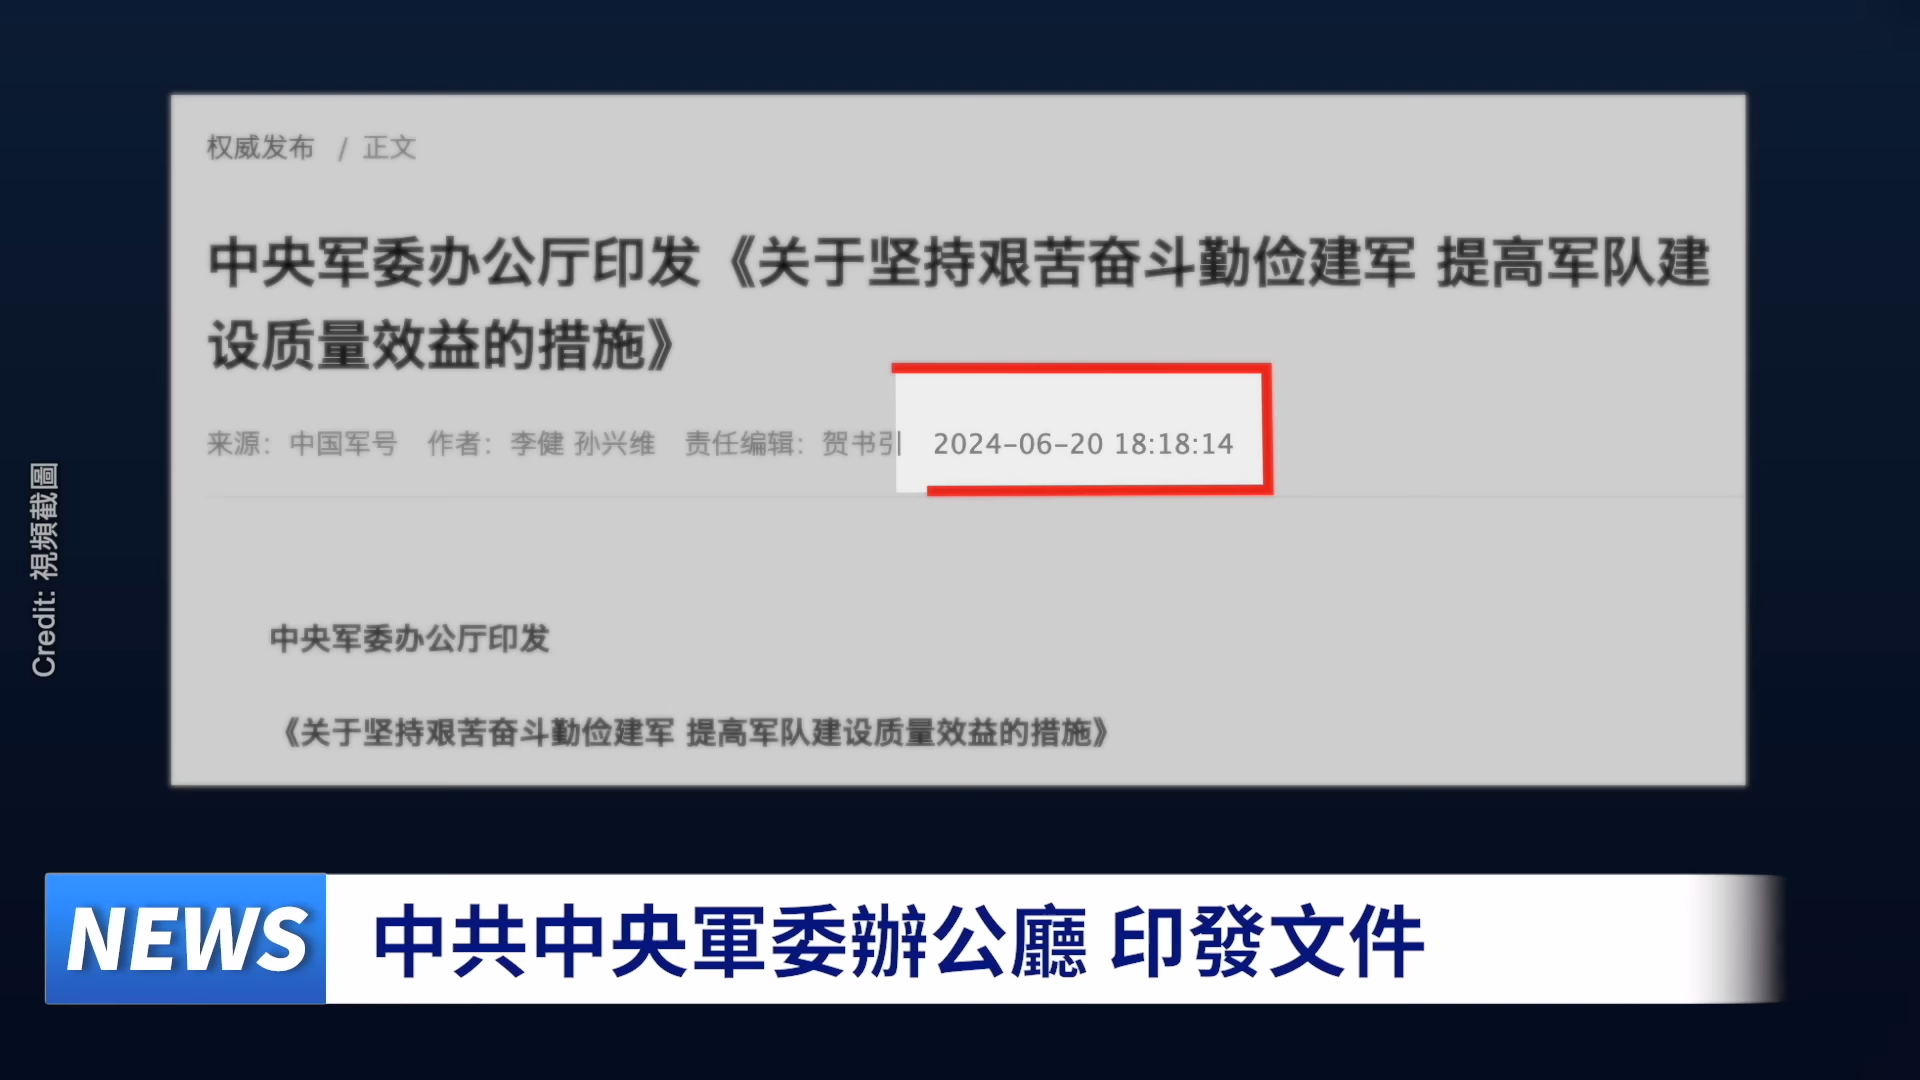 权威发布 / 正文
中央军委办公厅印发《关于坚持艰苦奋斗勤俭建军 提高军队建
设质量效益的措施》
来源：中国军号 作者：李健 孙兴维 责任编辑：贺书引 2024-06-20 18:18:14
中央军委办公厅印发
《关于坚持艰苦奋斗勤俭建军 提高军队建设质量效益的措施》
Credit: 視頻截圖
NEWS 中共中央軍委辦公廳 印發文件